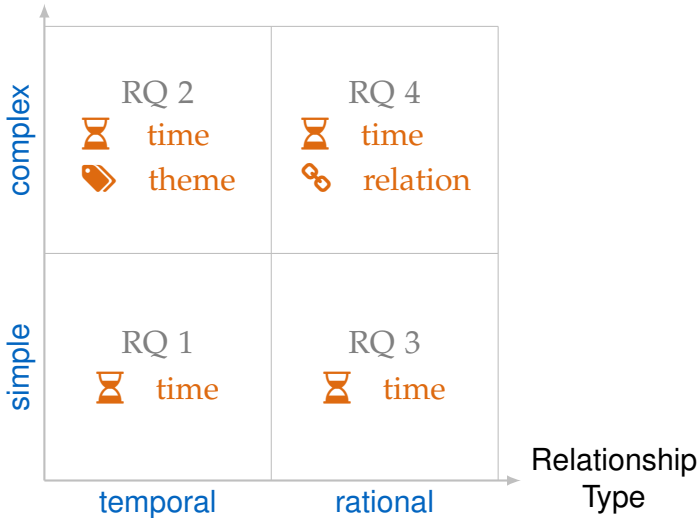 complex
RQ 2
time
theme
RQ 4
time
relation
simple
RQ 1
time
RQ 3
time
temporal
rational
Relationship
Type